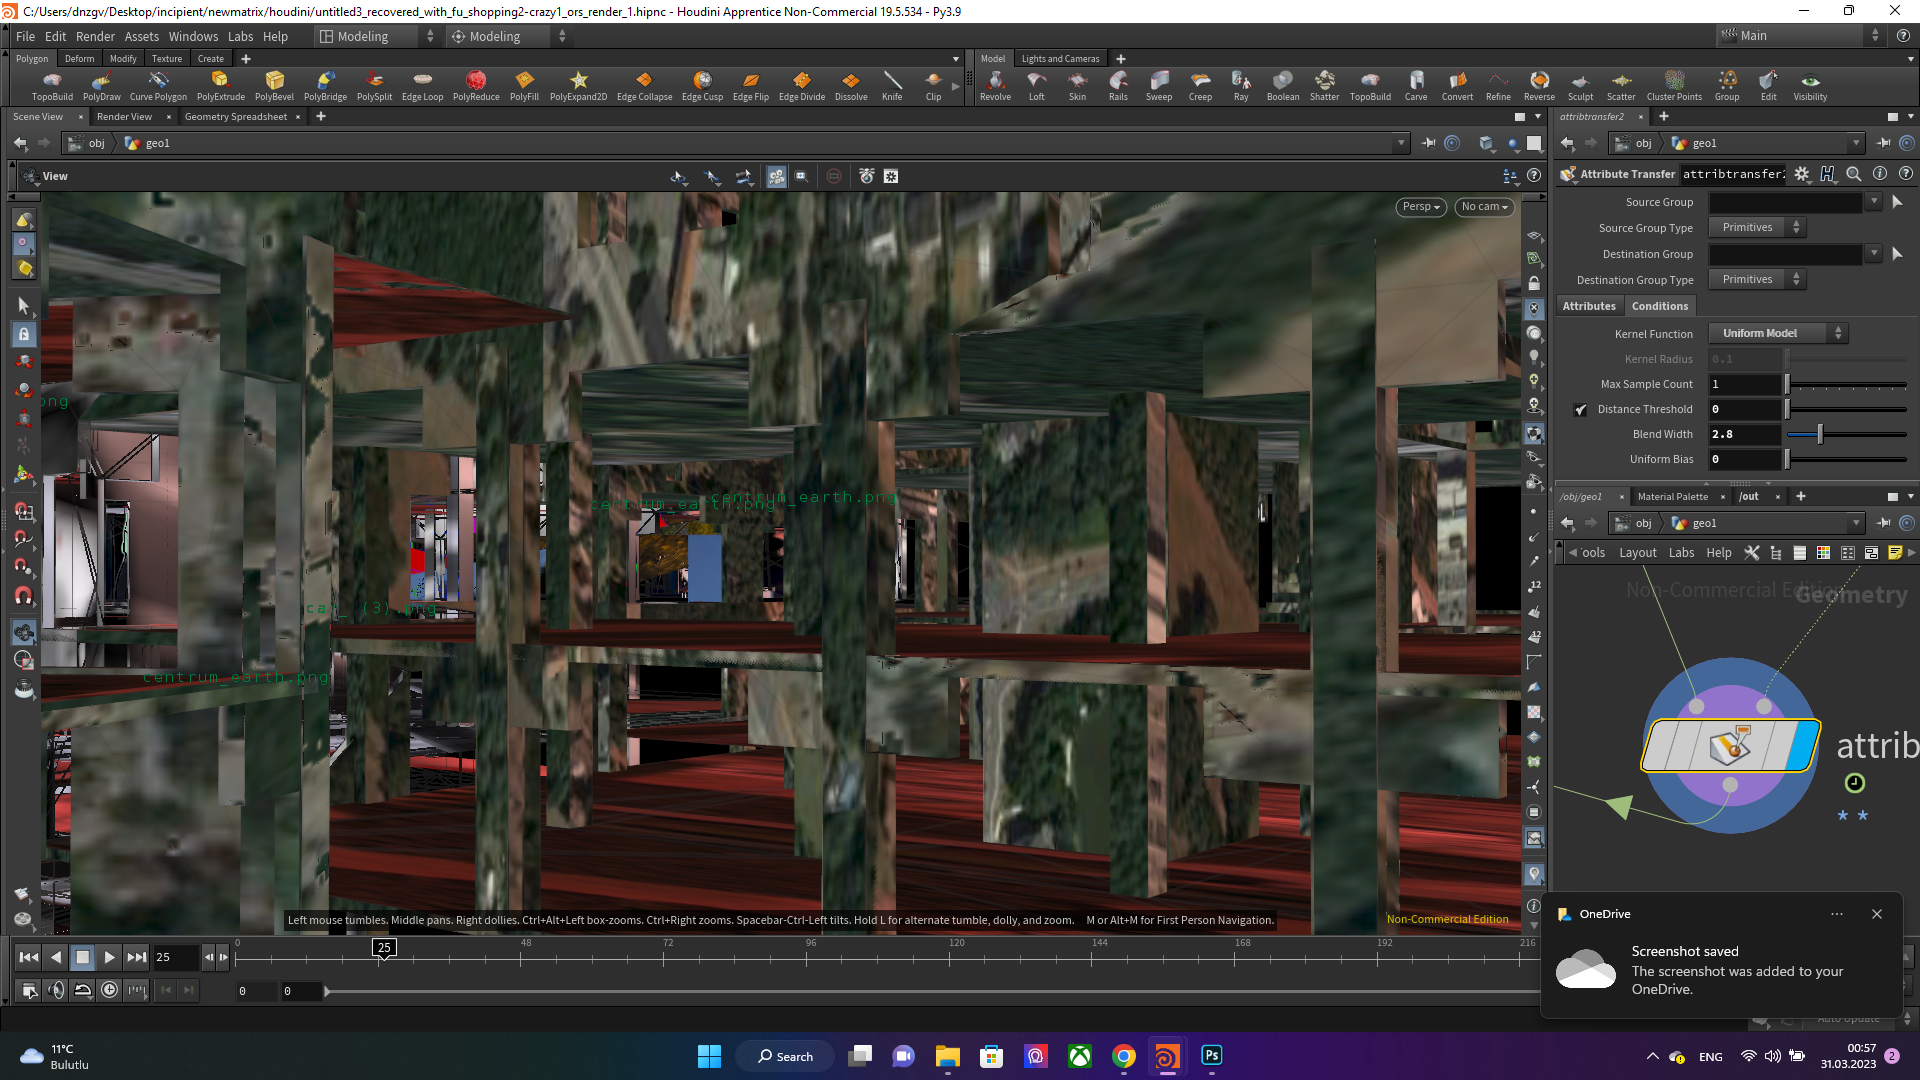 C:/Users/dnzgv/Desktop/incipient/newmatrix/houdini/untitled3_recovered_with_fu_shopping2-crazy1_ors_render_1.hipnc - Houdini Apprentice Non-Commercial 19.5.534 - Py3.9
File Edit Render Assets Windows Labs Help Modeling Modeling Main
Polygon Deform Modify Texture Create Model Lights and Cameras
TopoBuild PolyDraw Curve Polygon PolyExtrude PolyBevel PolyBridge PolySplit Edge Loop PolyReduce PolyFill PolyExpand2D Edge Collapse Edge Cusp Edge Flip Edge Divide Dissolve Knife Clip Revolve Loft Skin Rails Sweep Creep Ray Boolean Shatter TopoBuild Carve Convert Refine Reverse Sculpt Scatter Cluster Points Group Edit Visibility
Scene View Render View Geometry Spreadsheet attribtransfer2
obj geo1 obj geo1
View Attribute Transfer attribtransfer2
Persp No cam
Source Group
Source Group Type Primitives
Destination Group
Destination Group Type Primitives
Attributes Conditions
Kernel Function Uniform Model
Kernel Radius 0.1
Max Sample Count 1
Distance Threshold 0
Blend Width 2.8
Uniform Bias 0
png
centrum_earth.png
centrum_earth.png
(3).png
centrum_earth.png
/obj/geo1 Material Palette /out
obj geo1
ools Layout Labs Help
Non-Commercial Edition
Geometry
attrib
12
12
Left mouse tumbles. Middle pans. Right dollies. Ctrl+Alt+Left box-zooms. Ctrl+Right zooms. Spacebar-Ctrl-Left tilts. Hold L for alternate tumble, dolly, and zoom. M or Alt+M for First Person Navigation.
Non-Commercial Edition
OneDrive
Screenshot saved
The screenshot was added to your
OneDrive.
0 25 48 72 96 120 144 168 192 216
25
0 0
Auto Update
11°C
Bulutlu
Search
Ps
ENG
00:57
31.03.2023
2